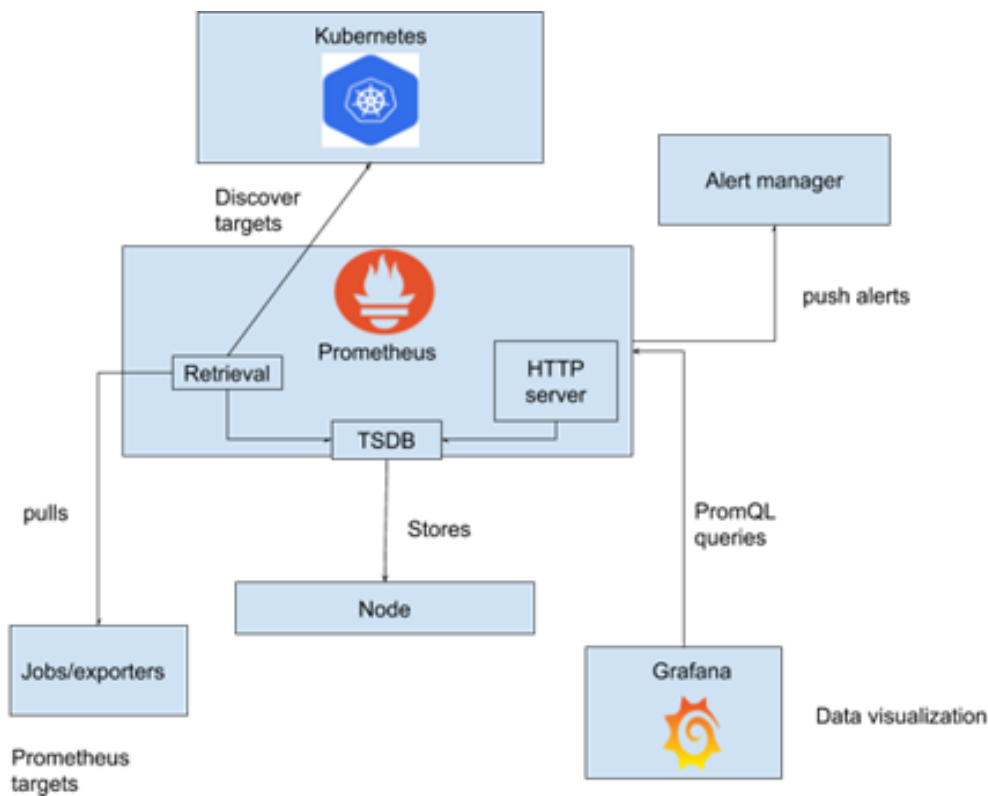 Kubernetes
Discover
targets
Alert manager
push alerts
Prometheus
Retrieval
HTTP
server
TSDB
pulls
Stores
PromQL
queries
Node
Jobs/exporters
Grafana
Data visualization
Prometheus
targets